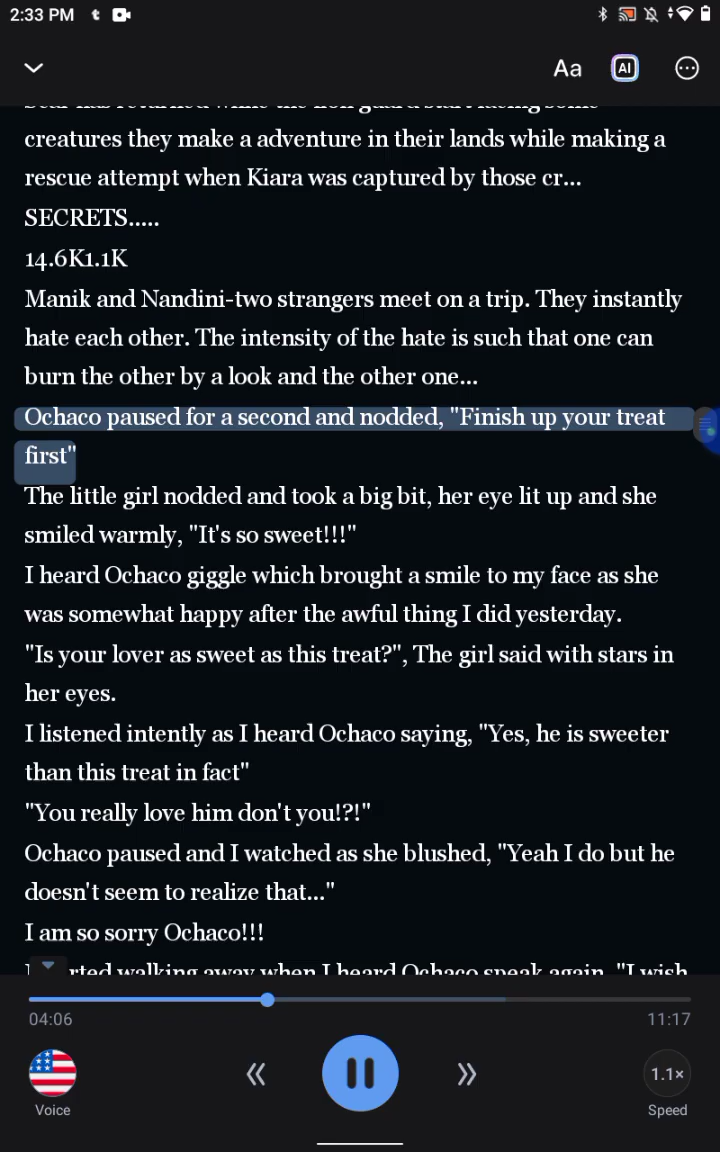 2:33 PM
Aa
AI
creatures they make a adventure in their lands while making a
rescue attempt when Kiara was captured by those cr...
SECRETS.....
14.6K1.1K
Manik and Nandini-two strangers meet on a trip. They instantly
hate each other. The intensity of the hate is such that one can
burn the other by a look and the other one...
Ochaco paused for a second and nodded, "Finish up your treat
first"
The little girl nodded and took a big bit, her eye lit up and she
smiled warmly, "It's so sweet!!!"
I heard Ochaco giggle which brought a smile to my face as she
was somewhat happy after the awful thing I did yesterday.
"Is your lover as sweet as this treat?", The girl said with stars in
her eyes.
I listened intently as I heard Ochaco saying, "Yes, he is sweeter
than this treat in fact"
"You really love him don't you!?!"
Ochaco paused and I watched as she blushed, "Yeah I do but he
doesn't seem to realize that..."
I am so sorry Ochaco!!!
walking away when I heard Ochaco speak again, "I wish
04:06
11:17
1.1×
Voice
Speed